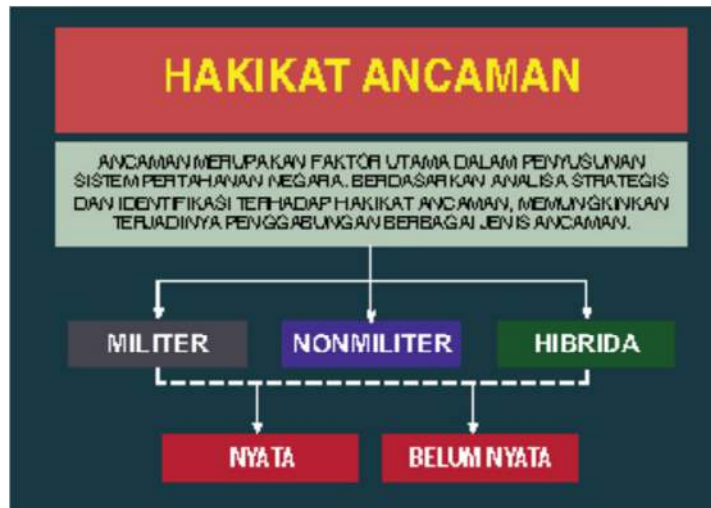 HAKIKAT ANCAMAN
ANCAMAN MERUPAKAN FAKTOR UTAMA DALAM PENYUSUNAN
SISTEM PERTAHANAN NEGARA. BERDASARKAN ANALISA STRATEGIS
DAN IDENTIFIKASI TERHADAP HAKIKAT ANCAMAN, MEMUNGKINKAN
TERJADINYA PENGGABUNGAN BERBAGAI JENIS ANCAMAN.
MILITER
NONMILITER
HIBRIDA
NYATA
BELUM NYATA